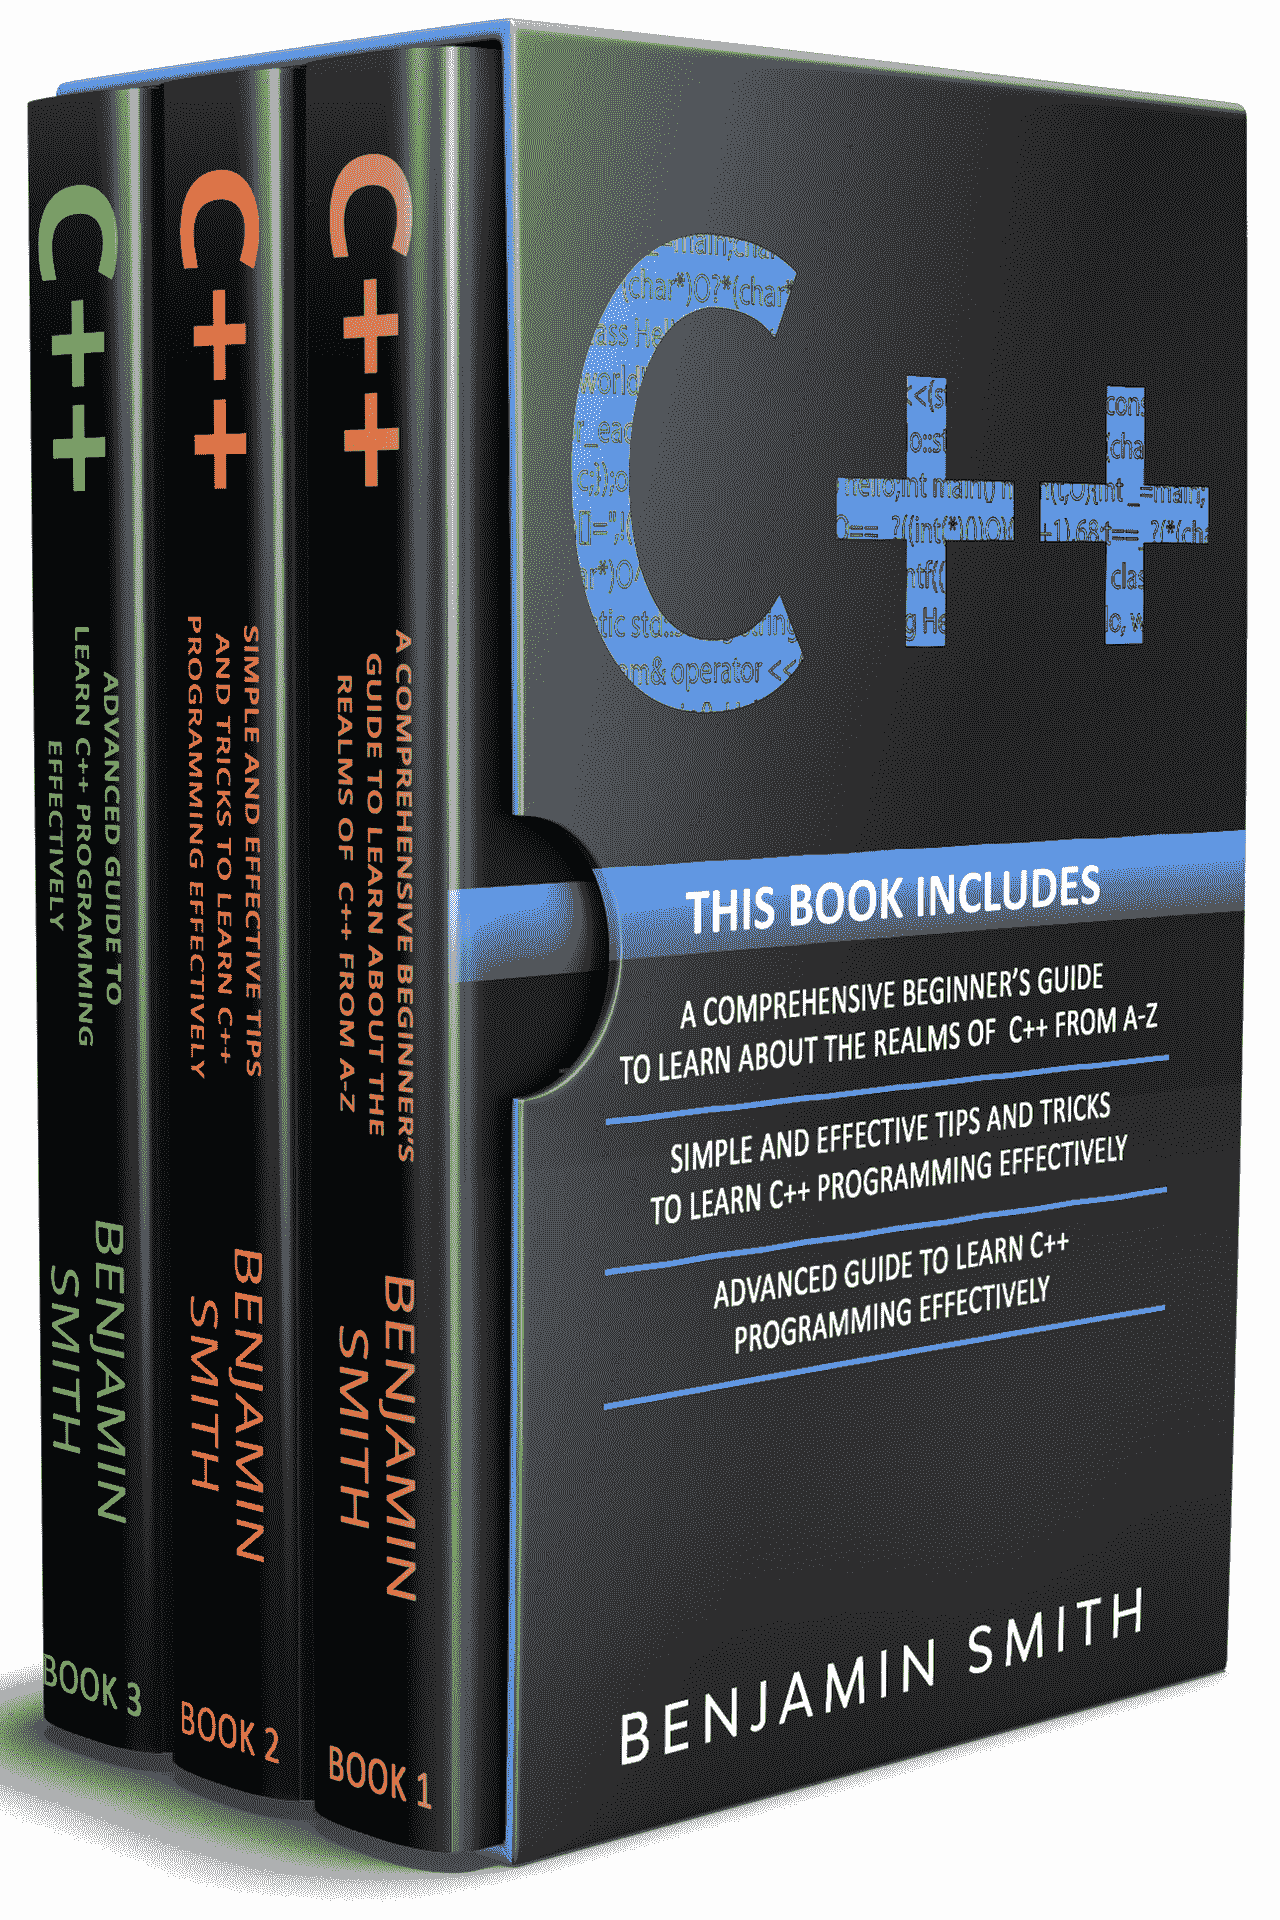 C++
ADVANCED GUIDE TO
LEARN C++ PROGRAMMING
EFFECTIVELY
BENJAMIN
SMITH
BOOK 3
C++
SIMPLE AND EFFECTIVE TIPS
AND TRICKS TO LEARN C++
PROGRAMMING EFFECTIVELY
BENJAMIN
SMITH
BOOK 2
C++
A COMPREHENSIVE BEGINNER'S
GUIDE TO LEARN ABOUT THE
REALMS OF C++ FROM A-Z
BENJAMIN
SMITH
BOOK 1
C++
THIS BOOK INCLUDES
A COMPREHENSIVE BEGINNER'S GUIDE
TO LEARN ABOUT THE REALMS OF C++ FROM A-Z
SIMPLE AND EFFECTIVE TIPS AND TRICKS
TO LEARN C++ PROGRAMMING EFFECTIVELY
ADVANCED GUIDE TO LEARN C++
PROGRAMMING EFFECTIVELY
BENJAMIN SMITH